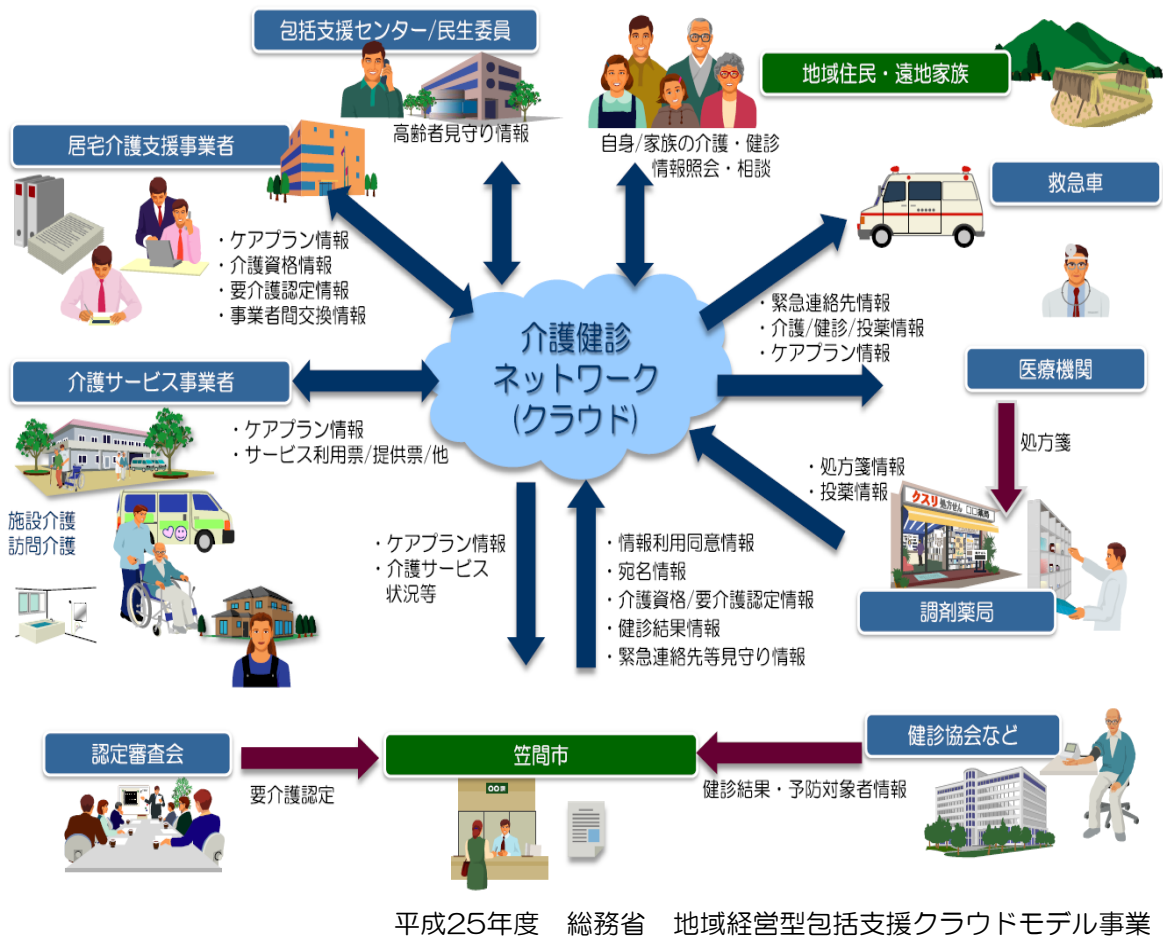 包括支援センター/民生委員
高齢者見守り情報
自身/家族の介護・健診
情報照会・相談
地域住民・遠地家族
居宅介護支援事業者
・ケアプラン情報
・介護資格情報
・要介護認定情報
・事業者間交換情報
救急車
・緊急連絡先情報
・介護/健診/投薬情報
・ケアプラン情報
介護健診
ネットワーク
(クラウド)
介護サービス事業者
・ケアプラン情報
・サービス利用票/提供票/他
施設介護
訪問介護
医療機関
処方箋
・処方箋情報
・投薬情報
クスリ 処方せん □□薬局
調剤薬局
・ケアプラン情報
・介護サービス
状況等
・情報利用同意情報
・宛名情報
・介護資格/要介護認定情報
・健診結果情報
・緊急連絡先等見守り情報
認定審査会
要介護認定
笠間市
健診協会など
健診結果・予防対象者情報
平成25年度 総務省 地域経営型包括支援クラウドモデル事業